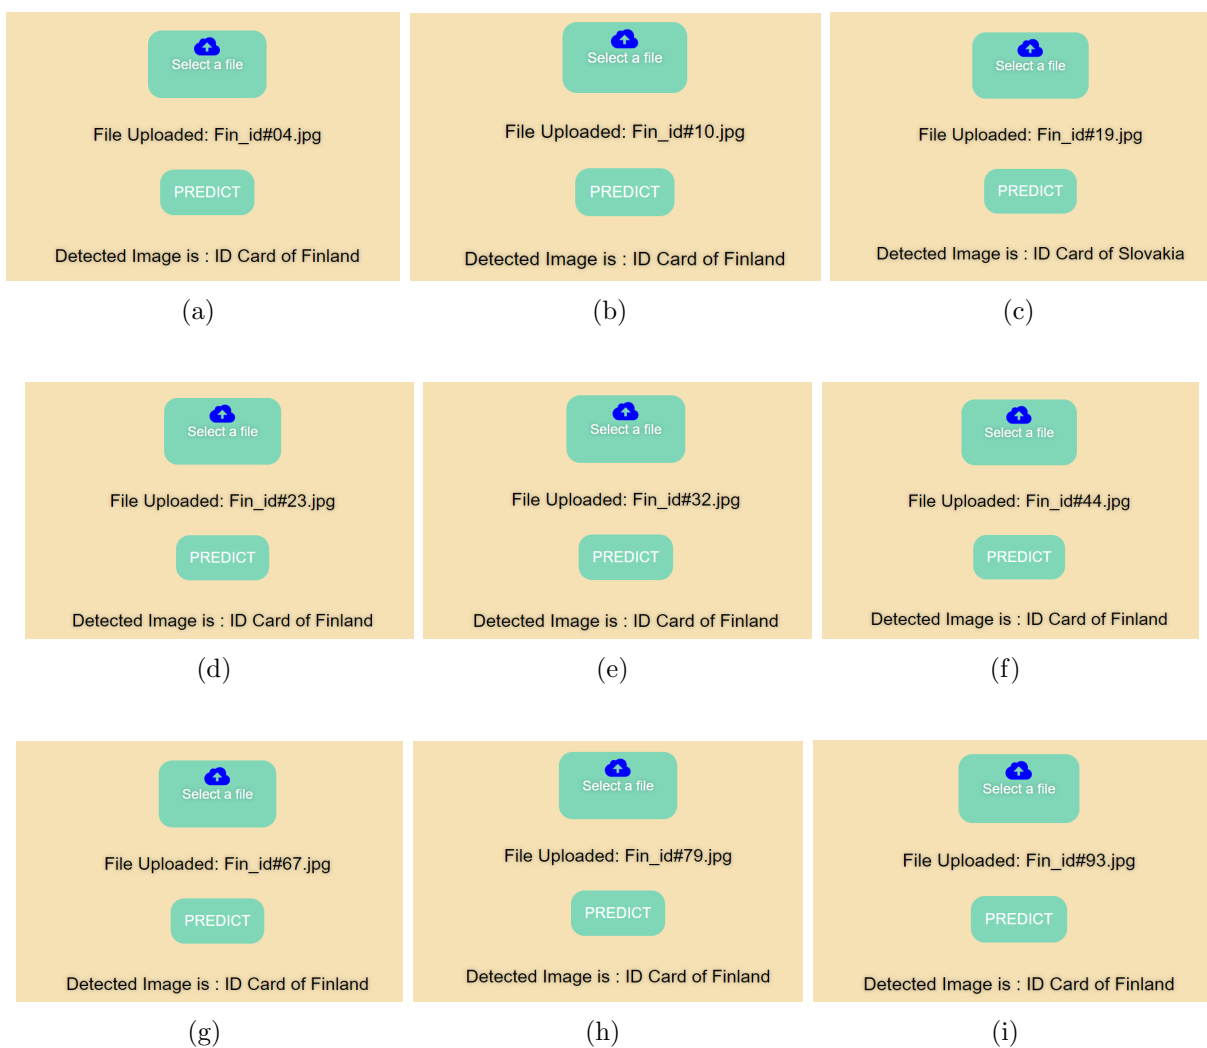 Select a file
File Uploaded: Fin_id#04.jpg
PREDICT
Detected Image is : ID Card of Finland
(a)
Select a file
File Uploaded: Fin_id#10.jpg
PREDICT
Detected Image is : ID Card of Finland
(b)
Select a file
File Uploaded: Fin_id#19.jpg
PREDICT
Detected Image is : ID Card of Slovakia
(c)
Select a file
File Uploaded: Fin_id#23.jpg
PREDICT
Detected Image is : ID Card of Finland
(d)
Select a file
File Uploaded: Fin_id#32.jpg
PREDICT
Detected Image is : ID Card of Finland
(e)
Select a file
File Uploaded: Fin_id#44.jpg
PREDICT
Detected Image is : ID Card of Finland
(f)
Select a file
File Uploaded: Fin_id#67.jpg
PREDICT
Detected Image is : ID Card of Finland
(g)
Select a file
File Uploaded: Fin_id#79.jpg
PREDICT
Detected Image is : ID Card of Finland
(h)
Select a file
File Uploaded: Fin_id#93.jpg
PREDICT
Detected Image is : ID Card of Finland
(i)